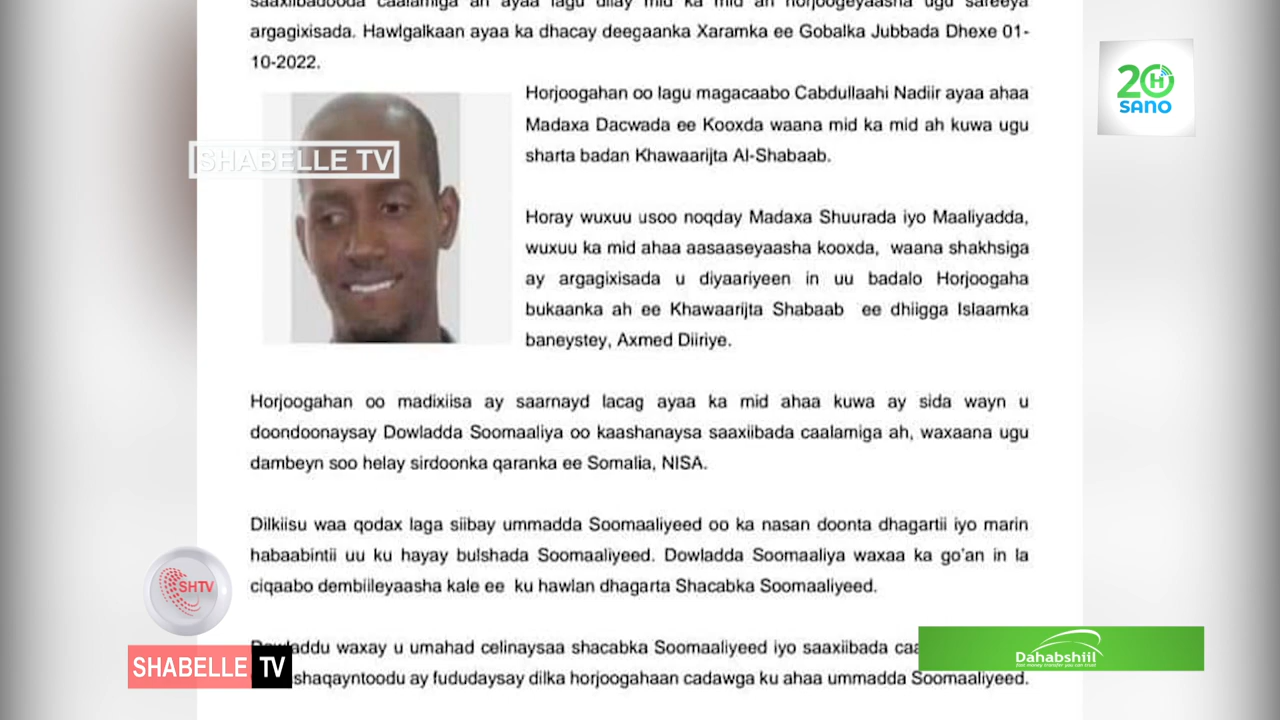 saaxiibadooda caalamiga ah ayaa lagu dilay mid ka mid ah horjoogeyaasha ugu sareeya
argagixisada. Hawlgalkaan ayaa ka dhacay deegaanka Xaramka ee Gobalka Jubbada Dhexe 01-
10-2022.
Horjoogahan oo lagu magacaabo Cabdullaahi Nadiir ayaa ahaa
Madaxa Dacwada ee Kooxda waana mid ka mid ah kuwa ugu
sharta badan Khawaarijta Al-Shabaab.
Horay wuxuu usoo noqday Madaxa Shuurada iyo Maaliyadda,
wuxuu ka mid ahaa aasaaseyaasha kooxda, waana shakhsiga
ay argagixisada u diyaariyeen in uu badalo Horjoogaha
bukaanka ah ee Khawaarijta Shabaab ee dhiigga Islaamka
baneystey, Axmed Diiriye.
Horjoogahan oo madixiisa ay saarnayd lacag ayaa ka mid ahaa kuwa ay sida wayn u
doondoonaysay Dowladda Soomaaliya oo kaashanaysa saaxiibada caalamiga ah, waxaana ugu
dambeyn soo helay sirdoonka qaranka ee Somalia, NISA.
Dilkiisu waa qodax laga siibay ummadda Soomaaliyeed oo ka nasan doonta dhagartii iyo marin
habaabintii uu ku hayay bulshada Soomaaliyeed. Dowladda Soomaaliya waxaa ka go'an in la
ciqaabo dembiileyaasha kale ee ku hawlan dhagarta Shacabka Soomaaliyeed.
waxay u umahad celinaysaa shacabka Soomaaliyeed iyo saaxiibada
ay fududaysay dilka horjoogahaan cadawga ku ahaa ummadda Soomaaliyeed.
SHABELLE TV
20 H
SANO
SHTV
SHABELLE TV
Dahabshiil
fast money transfer you can trust